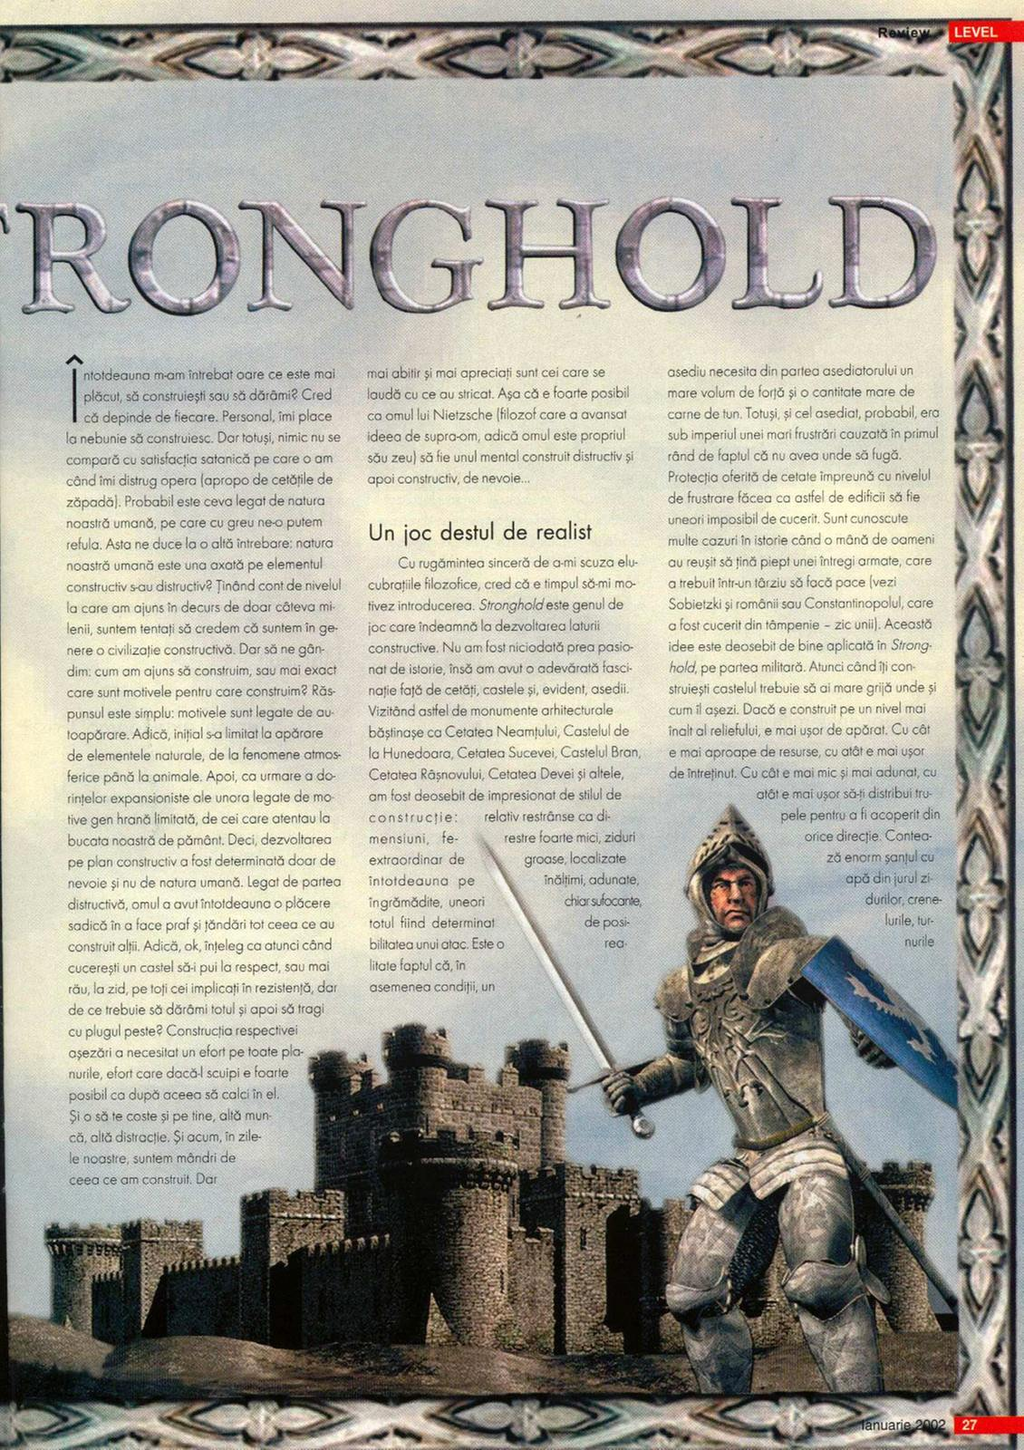 Review LEVEL
TRONGHOLD
Întotdeauna m-am întrebat oare ce este mai
plăcut, să construiești sau să dărâmi? Cred
că depinde de fiecare. Personal, îmi place
la nebunie să construiesc. Dar totuși, nimic nu se
compară cu satisfacția satanică pe care o am
când îmi distrug opera (apropo de cetățile de
zăpadă). Probabil este ceva legat de natura
noastră umană, pe care cu greu ne-o putem
refula. Asta ne duce la o altă întrebare: natura
noastră umană este una axată pe elementul
constructiv s-au distructiv? Ținând cont de nivelul
la care am ajuns în decurs de doar câteva mi-
lenii, suntem tentați să credem că suntem în ge-
nere o civilizație constructivă. Dar să ne gân-
dim: cum am ajuns să construim, sau mai exact
care sunt motivele pentru care construim? Răs-
punsul este simplu: motivele sunt legate de au-
toapărare. Adică, inițial s-a limitat la apărare
de elementele naturale, de la fenomene atmos-
ferice până la animale. Apoi, ca urmare a do-
rințelor expansioniste ale unora legate de mo-
tive gen hrană limitată, de cei care atentau la
bucata noastră de pământ. Deci, dezvoltarea
pe plan constructiv a fost determinată doar de
nevoie și nu de natura umană. Legat de partea
distructivă, omul a avut întotdeauna o plăcere
sadică în a face praf și țăndări tot ceea ce au
construit alții. Adică, ok, înțeleg ca atunci când
cucerești un castel să-i pui la respect, sau mai
rău, la zid, pe toți cei implicați în rezistență, dar
de ce trebuie să dărâmi totul și apoi să tragi
cu plugul peste? Construcția respectivei
așezări a necesitat un efort pe toate pla-
nurile, efort care dacă-l scuipi e foarte
posibil ca după aceea să calci în el.
Și o să te coste și pe tine, altă mun-
că, altă distracție. Și acum, în zile-
le noastre, suntem mândri de
ceea ce am construit. Dar
mai abitir și mai apreciați sunt cei care se
laudă cu ce au stricat. Așa că e foarte posibil
ca omul lui Nietzsche (filozof care a avansat
ideea de supra-om, adică omul este propriul
său zeu) să fie unul mental construit distructiv și
apoi constructiv, de nevoie...
Un joc destul de realist
Cu rugămintea sinceră de a-mi scuza elu-
cubrațiile filozofice, cred că e timpul să-mi mo-
tivez introducerea. Stronghold este genul de
joc care îndeamnă la dezvoltarea laturii
constructive. Nu am fost niciodată prea pasio-
nat de istorie, însă am avut o adevărată fasci-
nație față de cetăți, castele și, evident, asedii.
Vizitând astfel de monumente arhitecturale
băștinașe ca Cetatea Neamțului, Castelul de
la Hunedoara, Cetatea Sucevei, Castelul Bran,
Cetatea Râșnovului, Cetatea Devei și altele,
am fost deosebit de impresionat de stilul de
construcție: relativ restrânse ca di-
mensiuni, fe- restre foarte mici, ziduri
extraordinar de groase, localizate
întotdeauna pe înălțimi, adunate,
îngrămădite, uneori chiar sufocante,
totul fiind determinat de posi-
bilitatea unui atac. Este o rea-
litate faptul că, în
asemenea condiții, un
asediu necesita din partea asediatorului un
mare volum de forță și o cantitate mare de
carne de tun. Totuși, și cel asediat, probabil, era
sub imperiul unei mari frustrări cauzată în primul
rând de faptul că nu avea unde să fugă.
Protecția oferită de cetate împreună cu nivelul
de frustrare făcea ca astfel de edificii să fie
uneori imposibil de cucerit. Sunt cunoscute
multe cazuri în istorie când o mână de oameni
au reușit să țină piept unei întregi armate, care
a trebuit într-un târziu să facă pace (vezi
Sobietzki și românii sau Constantinopolul, care
a fost cucerit din tâmpenie – zic unii). Această
idee este deosebit de bine aplicată în Strong-
hold, pe partea militară. Atunci când îți con-
struiești castelul trebuie să ai mare grijă unde și
cum îl așezi. Dacă e construit pe un nivel mai
înalt al reliefului, e mai ușor de apărat. Cu cât
e mai aproape de resurse, cu atât e mai ușor
de întreținut. Cu cât e mai mic și mai adunat, cu
atât e mai ușor să-ți distribui tru-
pele pentru a fi acoperit din
orice direcție. Contea-
ză enorm șanțul cu
apă din jurul zi-
durilor, crene-
lurile, tur-
nurile
Ianuarie 2002 27